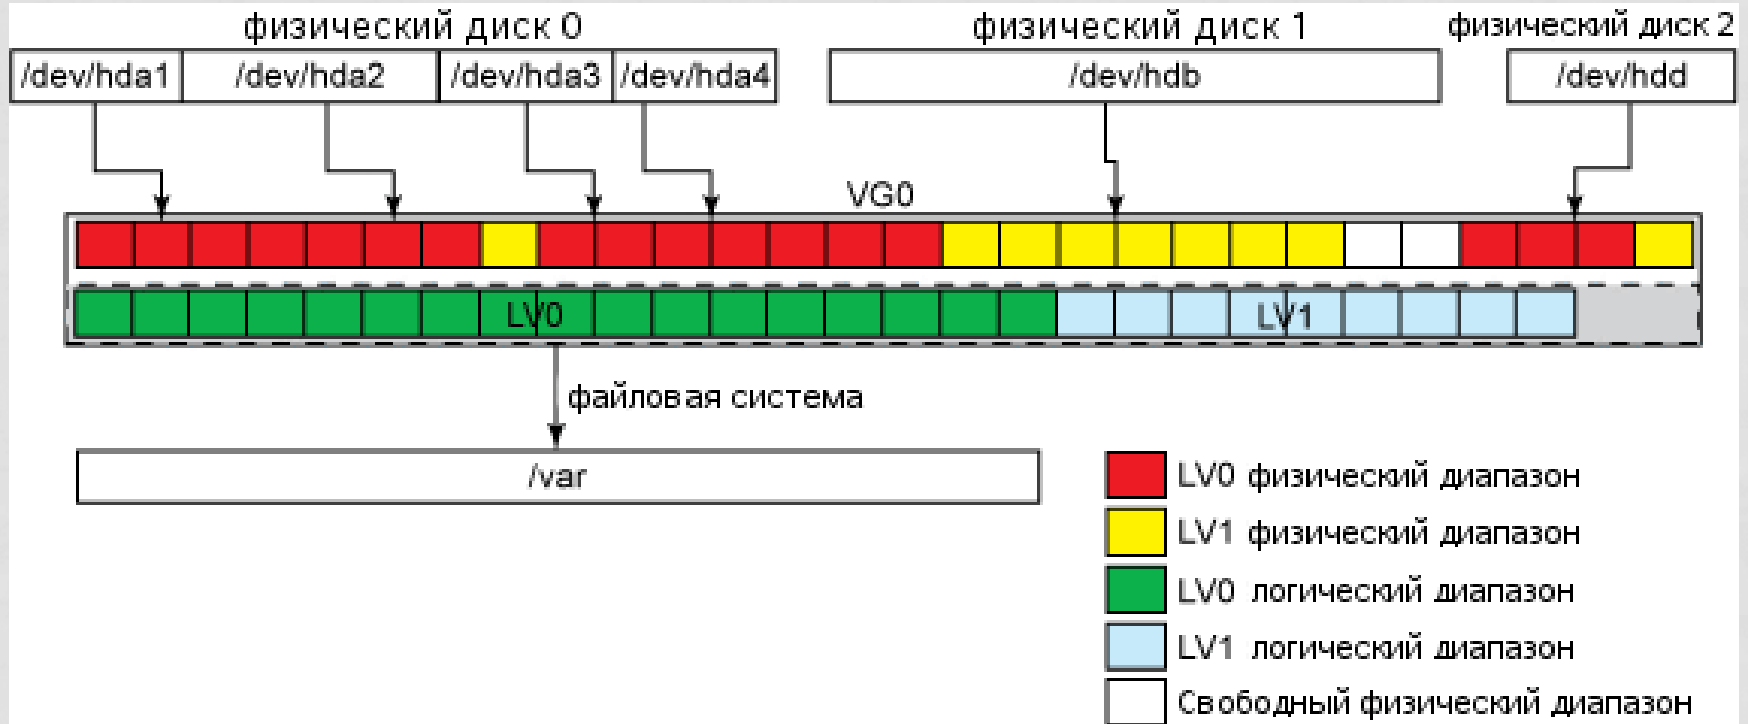 физический диск 0
физический диск 1
физический диск 2
/dev/hda1
/dev/hda2
/dev/hda3
/dev/hda4
/dev/hdb
/dev/hdd
VG0
LV0
LV1
файловая система
/var
LV0 физический диапазон
LV1 физический диапазон
LV0 логический диапазон
LV1 логический диапазон
Свободный физический диапазон